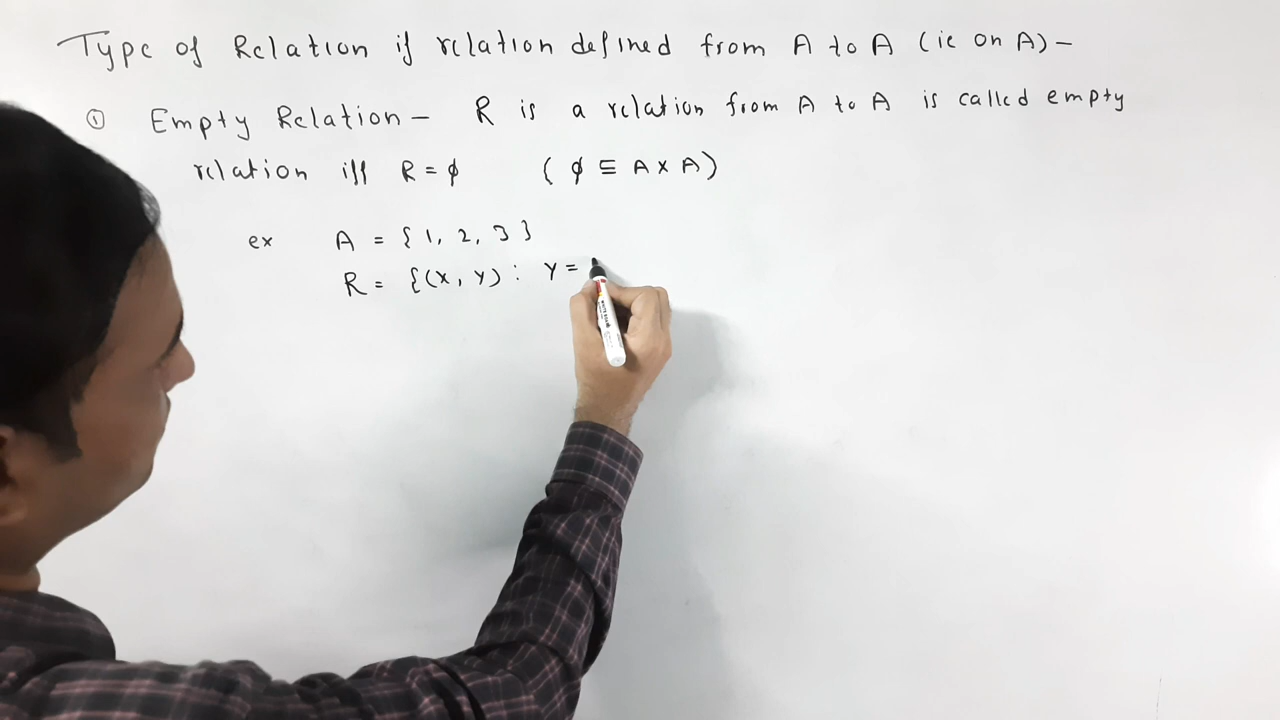 Type of Relation if relation defined from A to A (ie on A) –
① Empty Relation – R is a relation from A to A is called empty
relation iff R = ϕ ( ϕ ⊆ A × A )
ex A = { 1, 2, 3 }
R = {(x, y) : y =